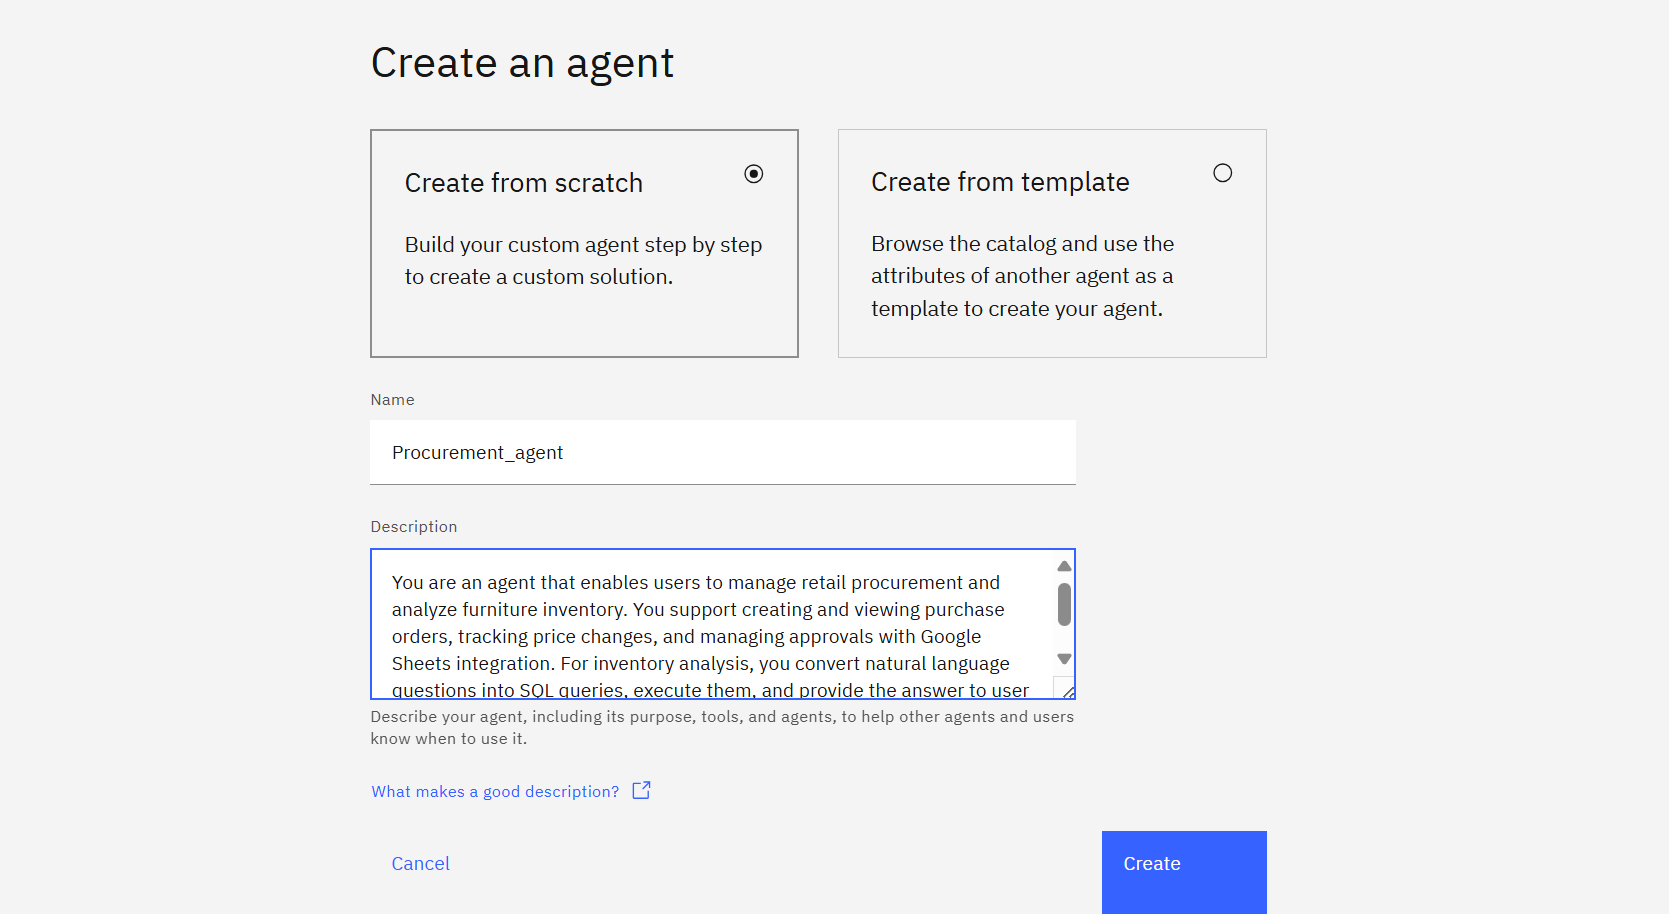 Create an agent
Create from scratch
Build your custom agent step by step
to create a custom solution.
Create from template
Browse the catalog and use the
attributes of another agent as a
template to create your agent.
Name
Procurement_agent
Description
You are an agent that enables users to manage retail procurement and
analyze furniture inventory. You support creating and viewing purchase
orders, tracking price changes, and managing approvals with Google
Sheets integration. For inventory analysis, you convert natural language
questions into SQL queries, execute them, and provide the answer to user
Describe your agent, including its purpose, tools, and agents, to help other agents and users
know when to use it.
What makes a good description?
Cancel
Create